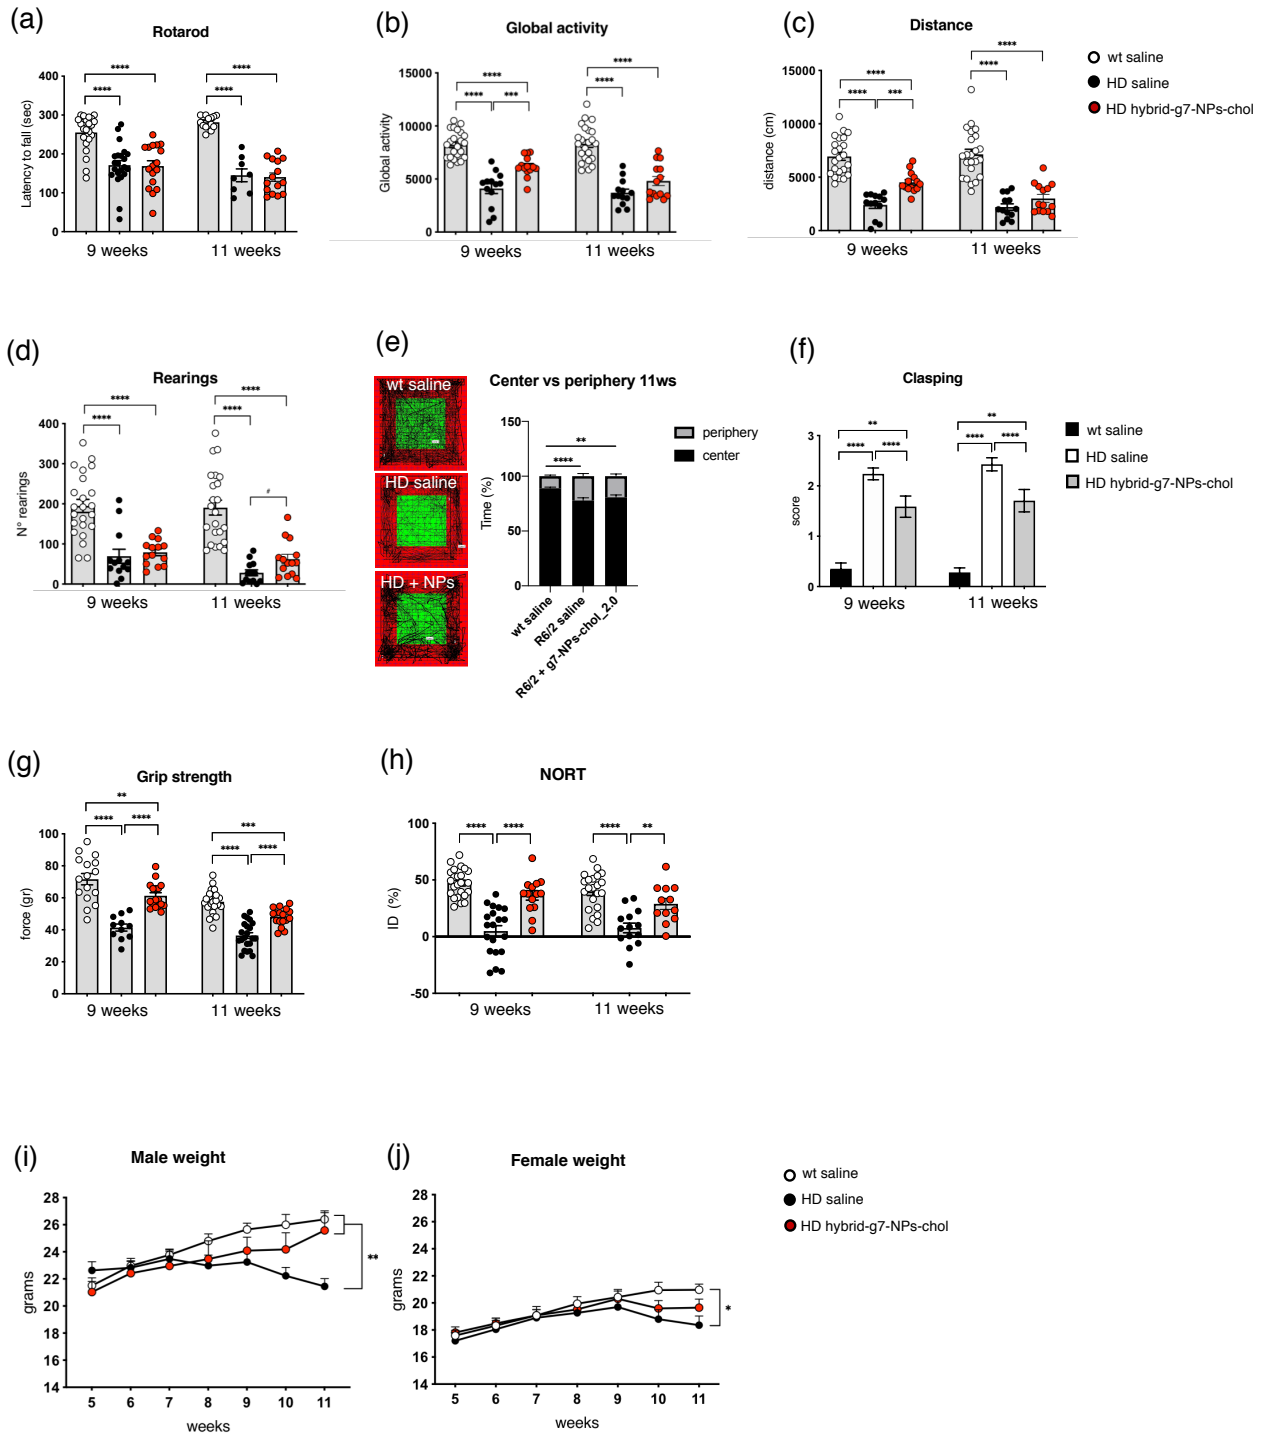 (a)
Rotarod
Latency to fall (sec)
400
300
200
100
0
****
****
****
****
9 weeks
11 weeks
(b)
Global activity
Global activity
15000
10000
5000
0
****
****
***
****
****
9 weeks
11 weeks
(c)
Distance
distance (cm)
15000
10000
5000
0
****
****
***
****
****
9 weeks
11 weeks
wt saline
HD saline
HD hybrid-g7-NPs-chol
(d)
Rearings
N° rearings
400
300
200
100
0
****
****
****
****
#
9 weeks
11 weeks
(e)
wt saline
HD saline
HD + NPs
Center vs periphery 11ws
Time (%)
150
100
50
0
**
****
periphery
center
wt saline
R6/2 saline
R6/2 + g7-NPs-chol_2.0
(f)
Clasping
score
3
2
1
0
**
****
****
**
****
****
9 weeks
11 weeks
wt saline
HD saline
HD hybrid-g7-NPs-chol
(g)
Grip strength
force (gr)
100
80
60
40
20
0
**
****
****
***
****
****
9 weeks
11 weeks
(h)
NORT
ID (%)
100
50
0
-50
****
****
****
**
9 weeks
11 weeks
(i)
Male weight
grams
28
26
24
22
20
18
16
14
**
5 6 7 8 9 10 11
weeks
(j)
Female weight
grams
28
26
24
22
20
18
16
14
*
5 6 7 8 9 10 11
weeks
wt saline
HD saline
HD hybrid-g7-NPs-chol